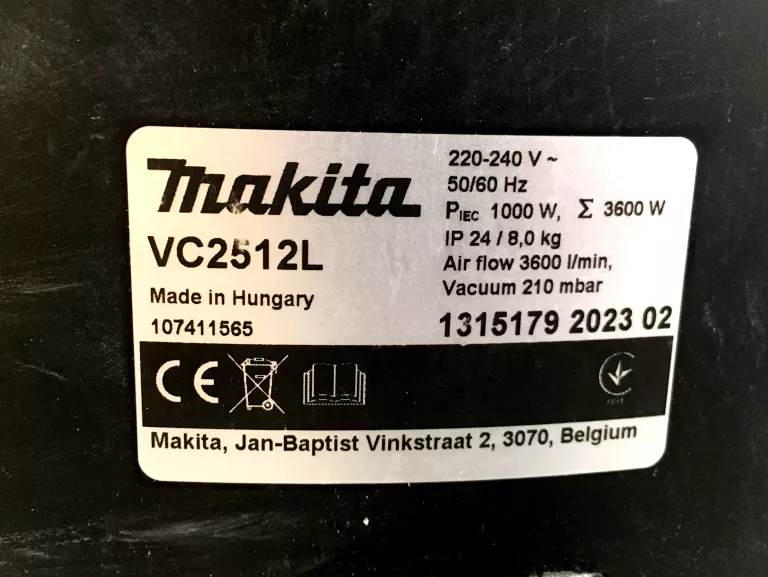 makita
VC2512L
Made in Hungary
107411565
220-240 V ~
50/60 Hz
PIEC 1000 W, Σ 3600 W
IP 24 / 8,0 kg
Air flow 3600 l/min,
Vacuum 210 mbar
1315179 2023 02
CE
Makita, Jan-Baptist Vinkstraat 2, 3070, Belgium